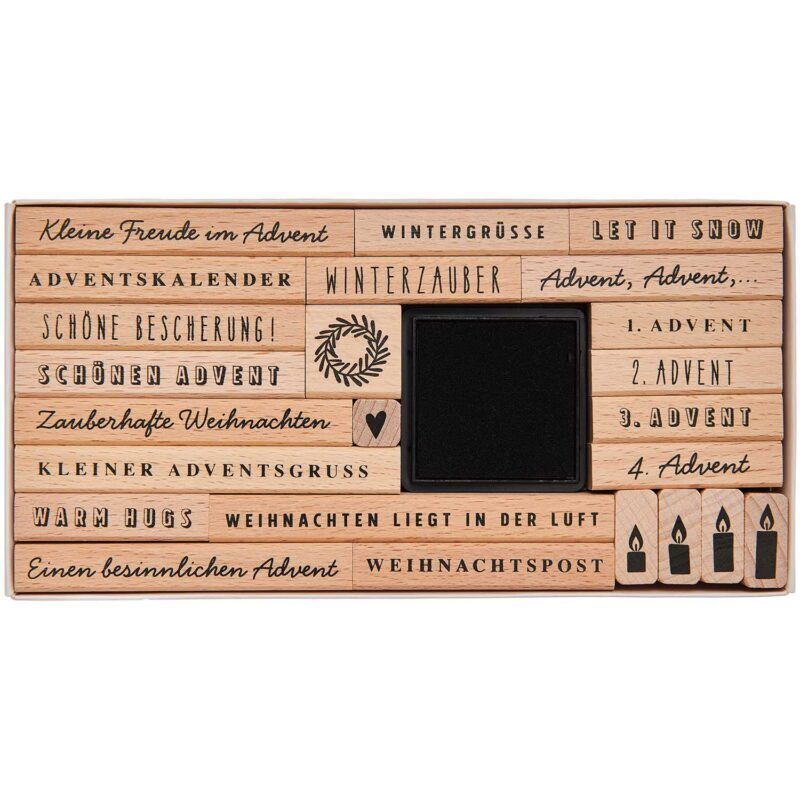 Kleine Freude im Advent
WINTERGRÜSSE
LET IT SNOW
ADVENTSKALENDER
WINTERZAUBER
Advent, Advent,...
SCHÖNE BESCHERUNG!
1. ADVENT
SCHÖNEN ADVENT
2. ADVENT
Zauberhafte Weihnachten
3. ADVENT
KLEINER ADVENTSGRUSS
4. Advent
WARM HUGS
WEIHNACHTEN LIEGT IN DER LUFT
Einen besinnlichen Advent
WEIHNACHTSPOST